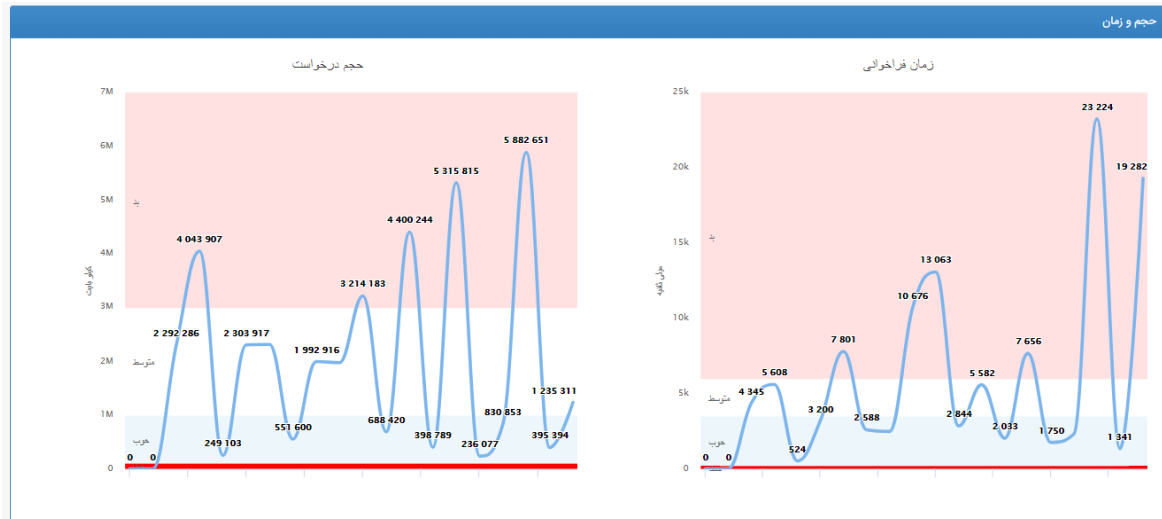 حجم و زمان
زمان فراخوانی
25k
20k
15k
10k
5k
0
میلی ثانیه
بد
متوسط
خوب
0
0
4 345
5 608
524
3 200
7 801
2 588
10 676
13 063
2 844
5 582
2 033
7 656
1 750
23 224
1 341
19 282
حجم درخواست
7M
6M
5M
4M
3M
2M
1M
0
کیلو بایت
بد
متوسط
خوب
0
0
2 292 286
4 043 907
249 103
2 303 917
551 600
1 992 916
3 214 183
688 420
4 400 244
398 789
5 315 815
236 077
830 853
5 882 651
395 394
1 235 311